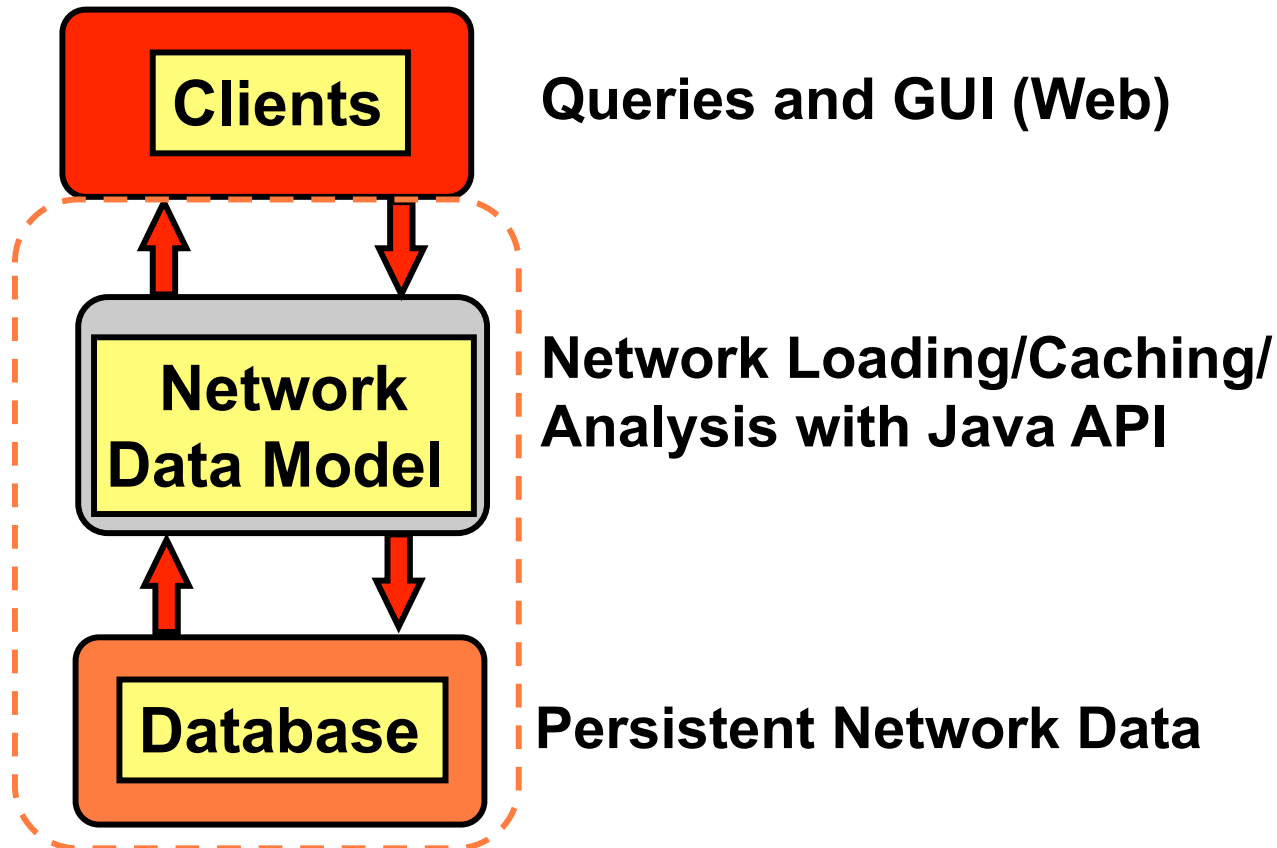 Clients
Queries and GUI (Web)
Network
Data Model
Network Loading/Caching/
Analysis with Java API
Database
Persistent Network Data